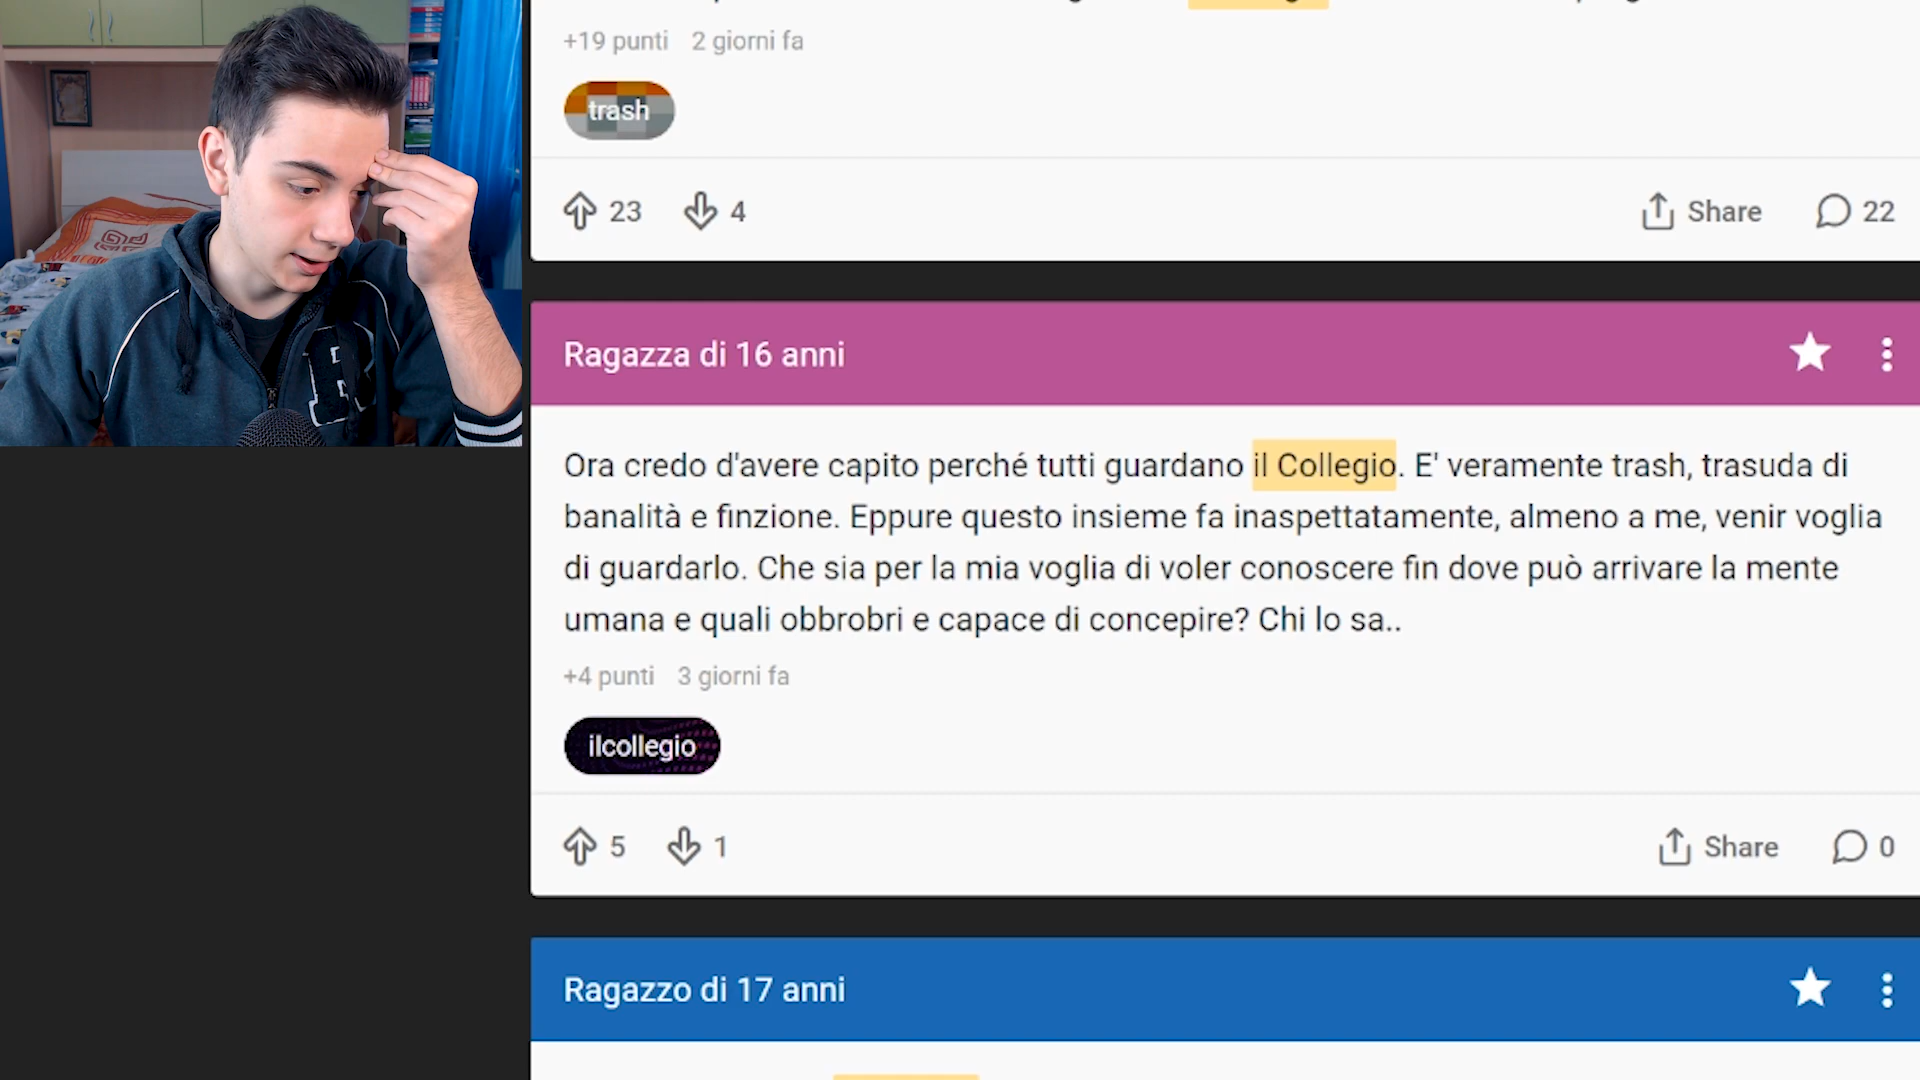 +19 punti 2 giorni fa
trash
23 4 Share 22
Ragazza di 16 anni
Ora credo d'avere capito perché tutti guardano il Collegio. E' veramente trash, trasuda di
banalità e finzione. Eppure questo insieme fa inaspettatamente, almeno a me, venir voglia
di guardarlo. Che sia per la mia voglia di voler conoscere fin dove può arrivare la mente
umana e quali obbrobri e capace di concepire? Chi lo sa..
+4 punti 3 giorni fa
ilcollegio
5 1 Share 0
Ragazzo di 17 anni